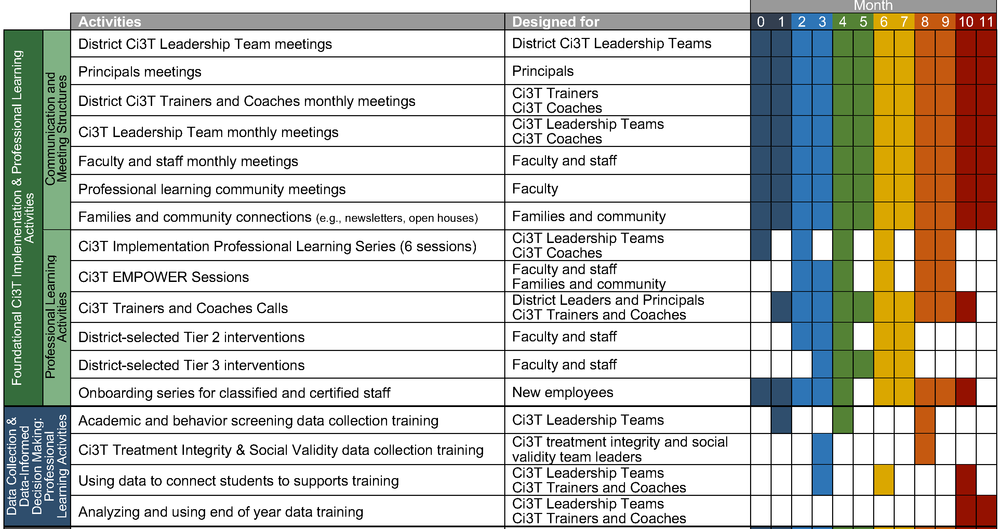 Month
Activities
Designed for
0 1 2 3 4 5 6 7 8 9 10 11
Foundational Ci3T Implementation & Professional Learning
Activities
Communication and
Meeting Structures
District Ci3T Leadership Team meetings
District Ci3T Leadership Teams
Principals meetings
Principals
District Ci3T Trainers and Coaches monthly meetings
Ci3T Trainers
Ci3T Coaches
Ci3T Leadership Team monthly meetings
Ci3T Leadership Teams
Ci3T Coaches
Faculty and staff monthly meetings
Faculty and staff
Professional learning community meetings
Faculty
Families and community connections (e.g., newsletters, open houses)
Families and community
Professional Learning
Activities
Ci3T Implementation Professional Learning Series (6 sessions)
Ci3T Leadership Teams
Ci3T Coaches
Ci3T EMPOWER Sessions
Faculty and staff
Families and community
Ci3T Trainers and Coaches Calls
District Leaders and Principals
Ci3T Trainers and Coaches
District-selected Tier 2 interventions
Faculty and staff
District-selected Tier 3 interventions
Faculty and staff
Onboarding series for classified and certified staff
New employees
Data Collection &
Data-Informed
Decision Making:
Professional
Learning Activities
Academic and behavior screening data collection training
Ci3T Leadership Teams
Ci3T Treatment Integrity & Social Validity data collection training
Ci3T treatment integrity and social
validity team leaders
Using data to connect students to supports training
Ci3T Leadership Teams
Ci3T Trainers and Coaches
Analyzing and using end of year data training
Ci3T Leadership Teams
Ci3T Trainers and Coaches